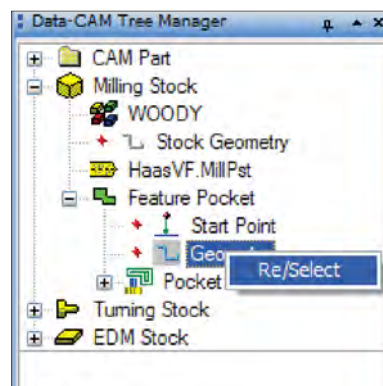 Data-CAM Tree Manager
CAM Part
Milling Stock
WOODY
Stock Geometry
HaasVF.MillPst
Feature Pocket
Start Point
Re/Select
Pocket
Turning Stock
EDM Stock